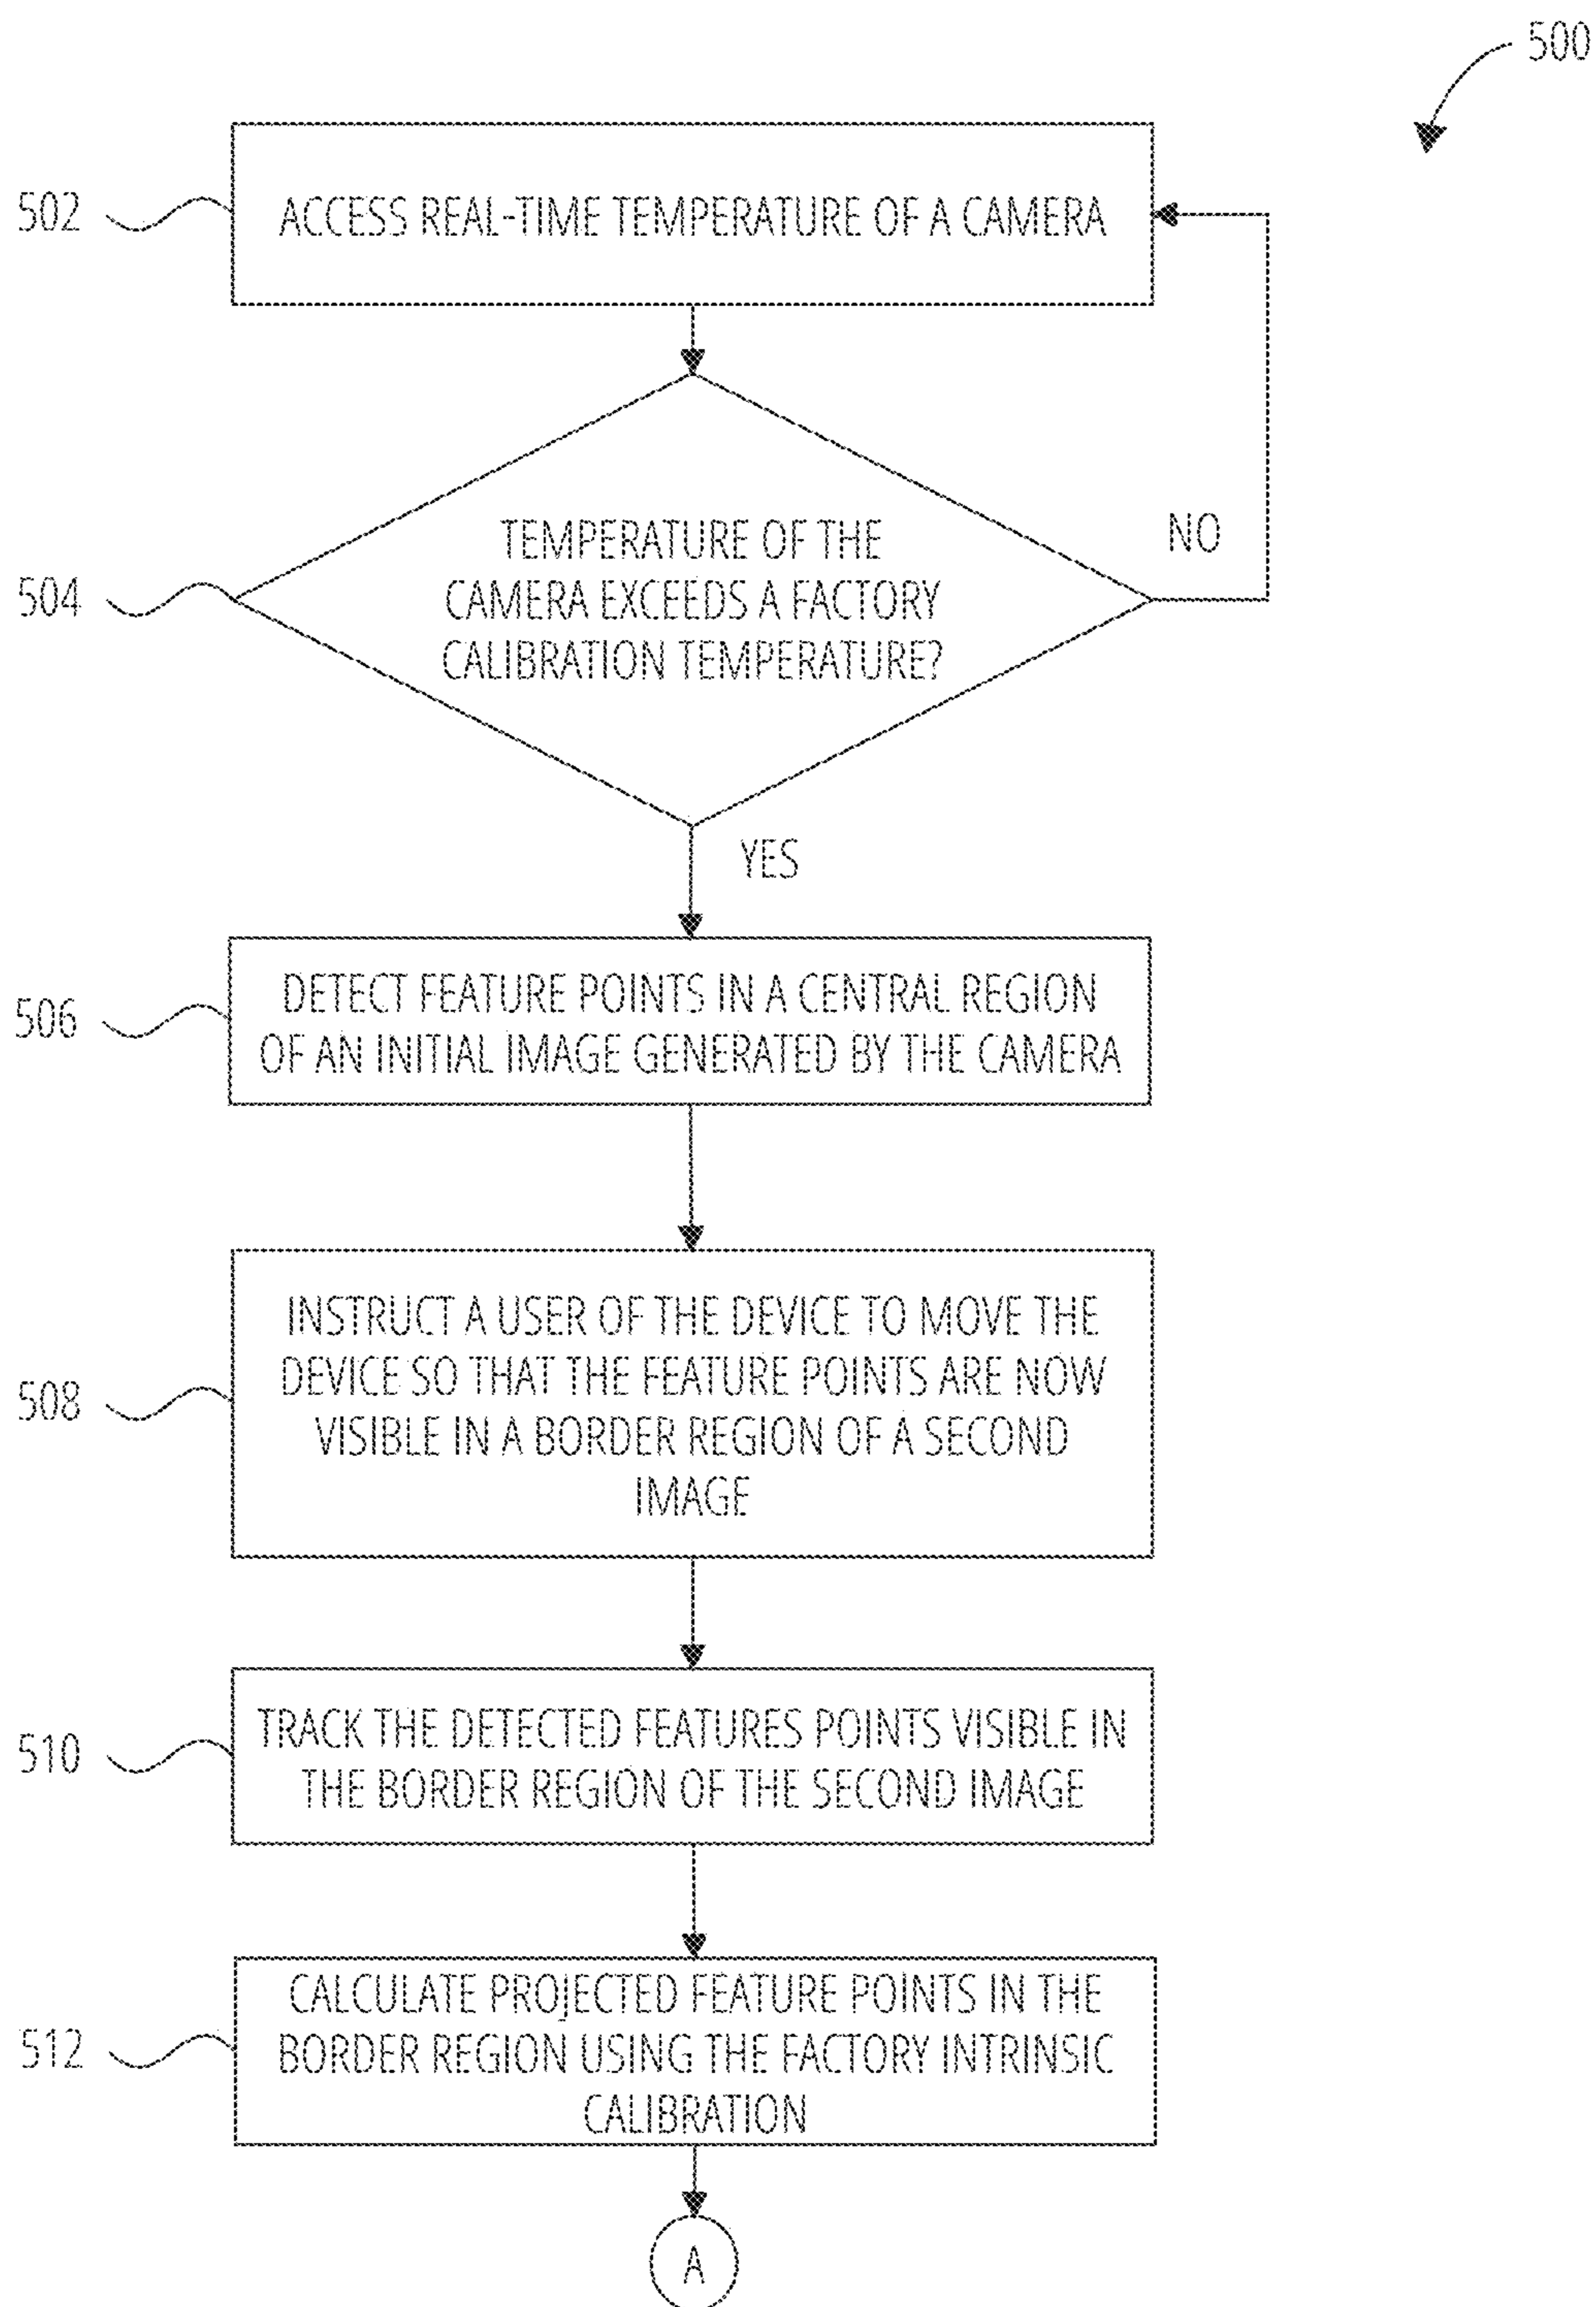 500
502
ACCESS REAL-TIME TEMPERATURE OF A CAMERA
504
TEMPERATURE OF THE
CAMERA EXCEEDS A FACTORY
CALIBRATION TEMPERATURE?
NO
YES
506
DETECT FEATURE POINTS IN A CENTRAL REGION
OF AN INITIAL IMAGE GENERATED BY THE CAMERA
508
INSTRUCT A USER OF THE DEVICE TO MOVE THE
DEVICE SO THAT THE FEATURE POINTS ARE NOW
VISIBLE IN A BORDER REGION OF A SECOND
IMAGE
510
TRACK THE DETECTED FEATURES POINTS VISIBLE IN
THE BORDER REGION OF THE SECOND IMAGE
512
CALCULATE PROJECTED FEATURE POINTS IN THE
BORDER REGION USING THE FACTORY INTRINSIC
CALIBRATION
A